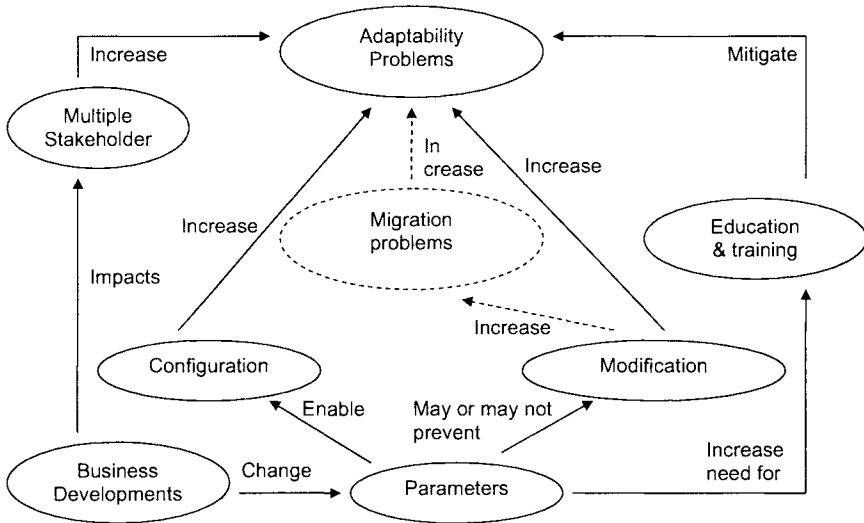 Adaptability
Problems
Increase
Mitigate
Multiple
Stakeholder
In
crease
Increase
Increase
Migration
problems
Education
& training
Impacts
Increase
Configuration
Modification
Enable
May or may not
prevent
Business
Developments
Change
Parameters
Increase
need for